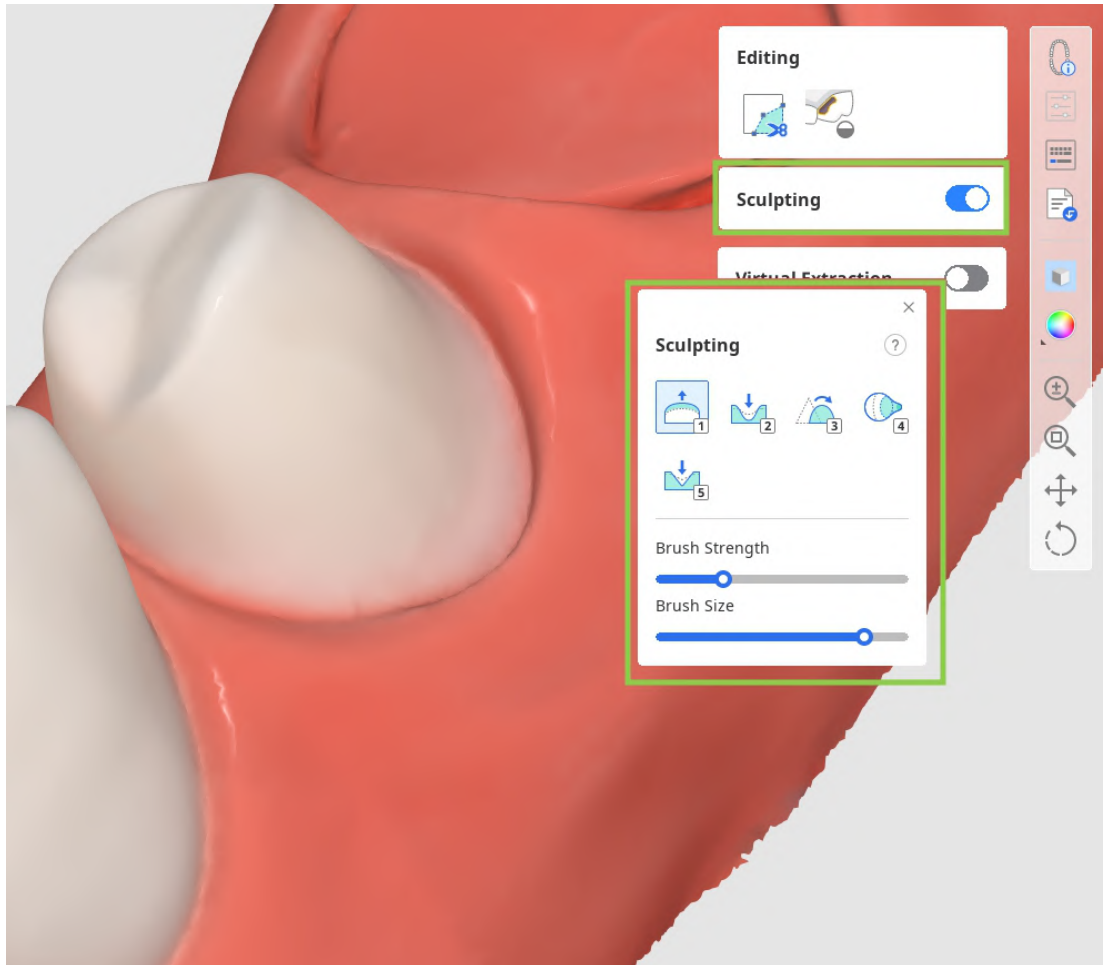 Editing
Sculpting
Virtual Extraction
Sculpting
?
1
2
3
4
5
Brush Strength
Brush Size